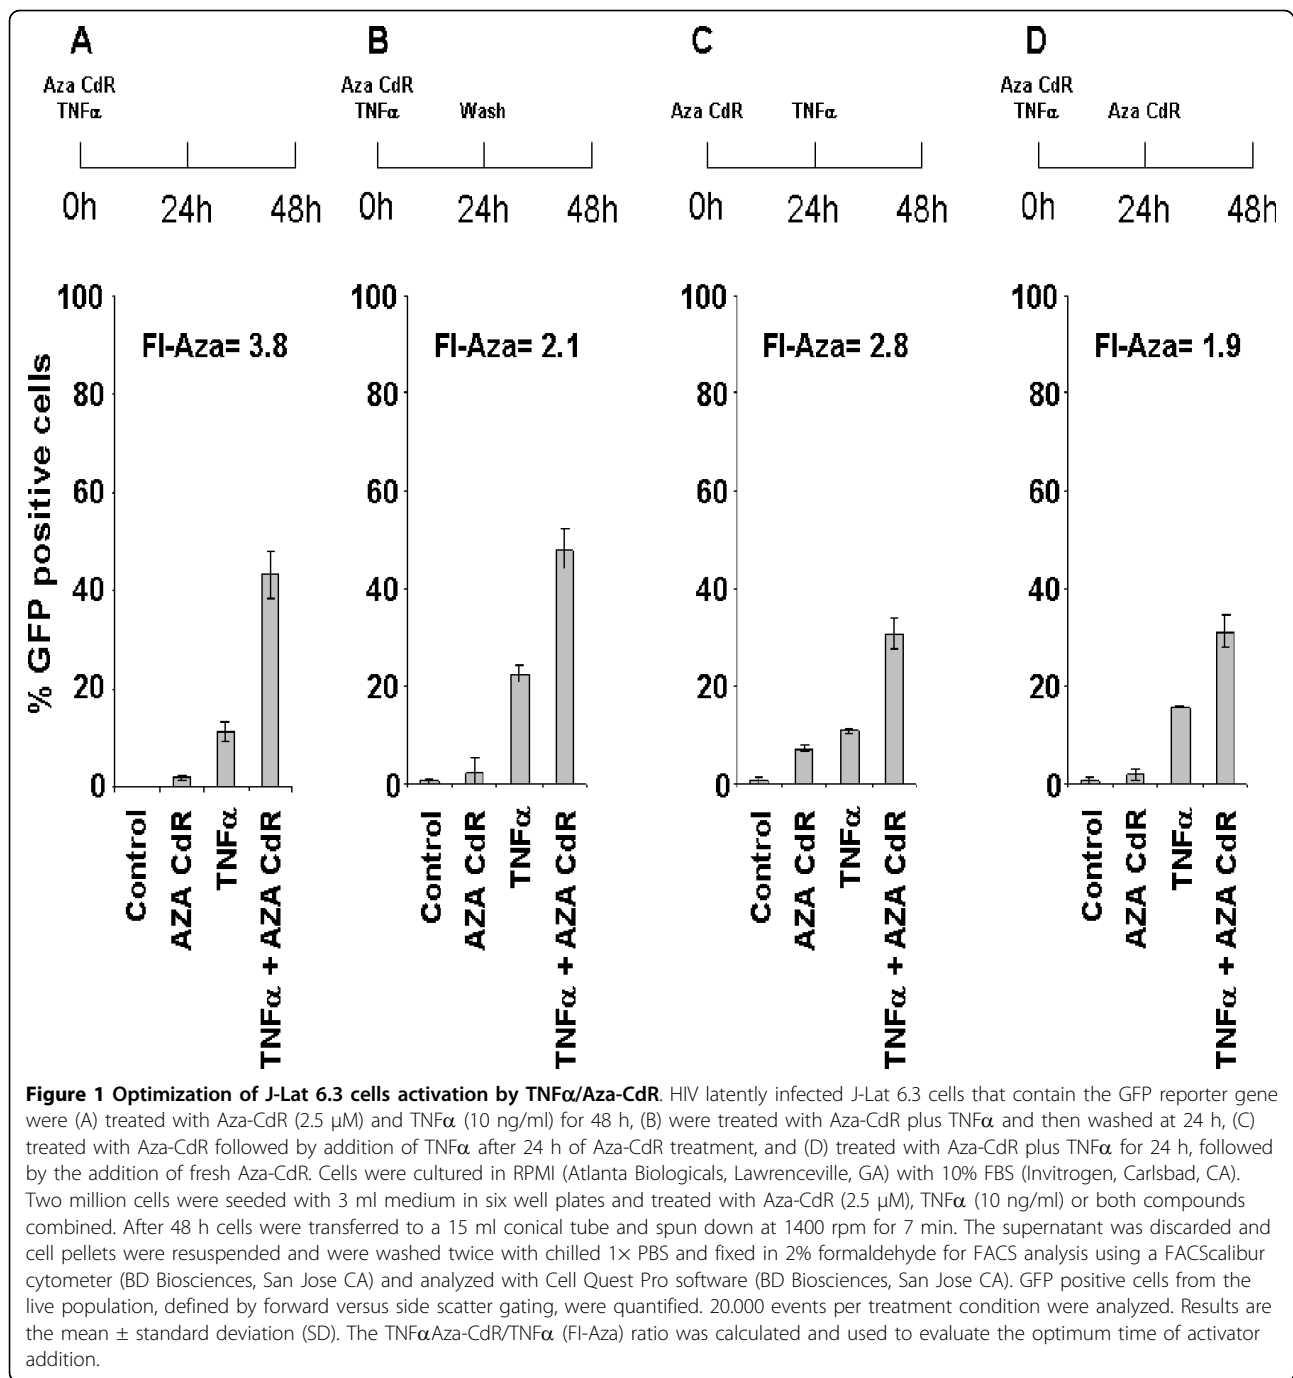 A
B
C
D
Aza CdR
TNFα
Aza CdR
TNFα
Wash
Aza CdR
TNFα
Aza CdR
TNFα
Aza CdR
0h 24h 48h
0h 24h 48h
0h 24h 48h
0h 24h 48h
% GFP positive cells
100
80
60
40
20
0
FI-Aza= 3.8
Control
AZA CdR
TNFα
TNFα + AZA CdR
100
80
60
40
20
0
FI-Aza= 2.1
Control
AZA CdR
TNFα
TNFα + AZA CdR
100
80
60
40
20
0
FI-Aza= 2.8
Control
AZA CdR
TNFα
TNFα + AZA CdR
100
80
60
40
20
0
FI-Aza= 1.9
Control
AZA CdR
TNFα
TNFα + AZA CdR
Figure 1 Optimization of J-Lat 6.3 cells activation by TNFα/Aza-CdR. HIV latently infected J-Lat 6.3 cells that contain the GFP reporter gene
were (A) treated with Aza-CdR (2.5 μM) and TNFα (10 ng/ml) for 48 h, (B) were treated with Aza-CdR plus TNFα and then washed at 24 h, (C)
treated with Aza-CdR followed by addition of TNFα after 24 h of Aza-CdR treatment, and (D) treated with Aza-CdR plus TNFα for 24 h, followed
by the addition of fresh Aza-CdR. Cells were cultured in RPMI (Atlanta Biologicals, Lawrenceville, GA) with 10% FBS (Invitrogen, Carlsbad, CA).
Two million cells were seeded with 3 ml medium in six well plates and treated with Aza-CdR (2.5 μM), TNFα (10 ng/ml) or both compounds
combined. After 48 h cells were transferred to a 15 ml conical tube and spun down at 1400 rpm for 7 min. The supernatant was discarded and
cell pellets were resuspended and were washed twice with chilled 1× PBS and fixed in 2% formaldehyde for FACS analysis using a FACScalibur
cytometer (BD Biosciences, San Jose CA) and analyzed with Cell Quest Pro software (BD Biosciences, San Jose CA). GFP positive cells from the
live population, defined by forward versus side scatter gating, were quantified. 20.000 events per treatment condition were analyzed. Results are
the mean ± standard deviation (SD). The TNFαAza-CdR/TNFα (FI-Aza) ratio was calculated and used to evaluate the optimum time of activator
addition.